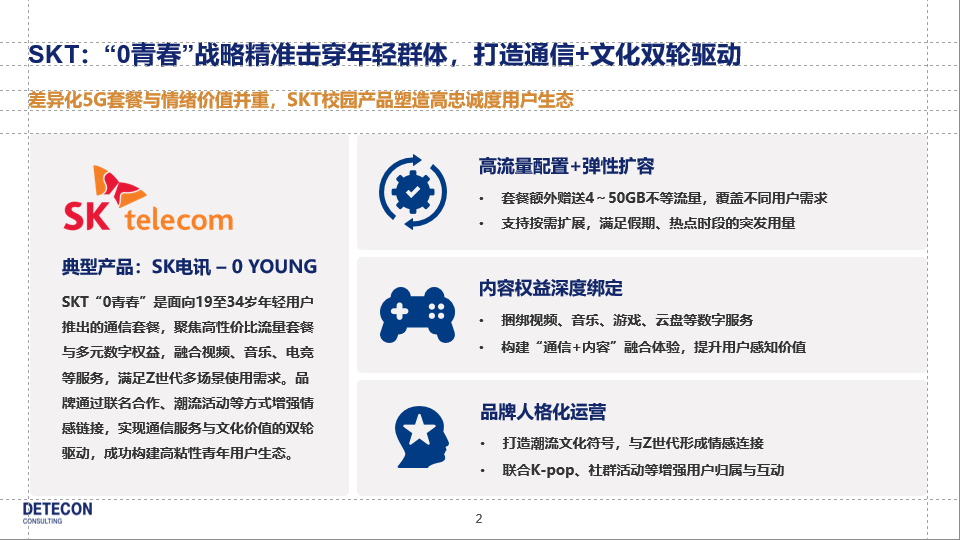 SKT：“0青春”战略精准击穿年轻群体，打造通信+文化双轮驱动
差异化5G套餐与情绪价值并重，SKT校园产品塑造高忠诚度用户生态
SK telecom
典型产品：SK电讯 – 0 YOUNG
SKT“0青春”是面向19至34岁年轻用户
推出的通信套餐，聚焦高性价比流量套餐
与多元数字权益，融合视频、音乐、电竞
等服务，满足Z世代多场景使用需求。品
牌通过联名合作、潮流活动等方式增强情
感链接，实现通信服务与文化价值的双轮
驱动，成功构建高粘性青年用户生态。
高流量配置+弹性扩容
• 套餐额外赠送4～50GB不等流量，覆盖不同用户需求
• 支持按需扩展，满足假期、热点时段的突发用量
内容权益深度绑定
• 捆绑视频、音乐、游戏、云盘等数字服务
• 构建“通信+内容”融合体验，提升用户感知价值
品牌人格化运营
• 打造潮流文化符号，与Z世代形成情感连接
• 联合K-pop、社群活动等增强用户归属与互动
DETECON
CONSULTING
2